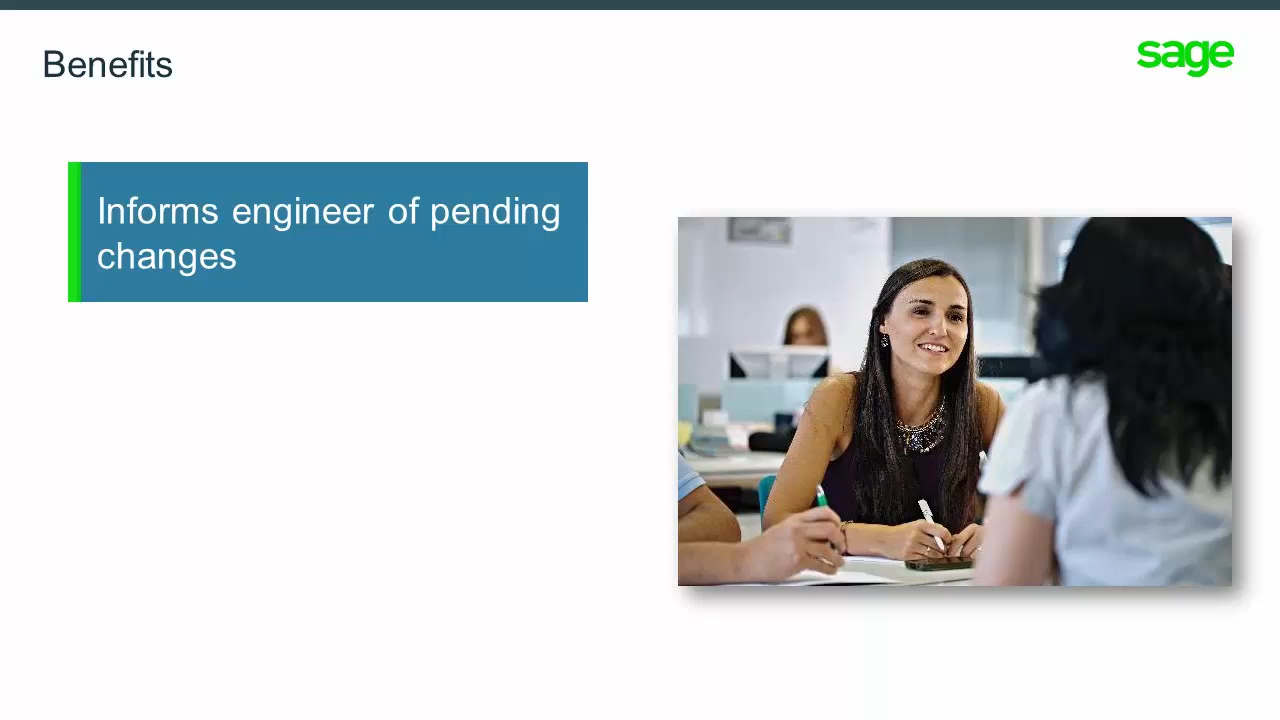 Benefits
sage
Informs engineer of pending
changes